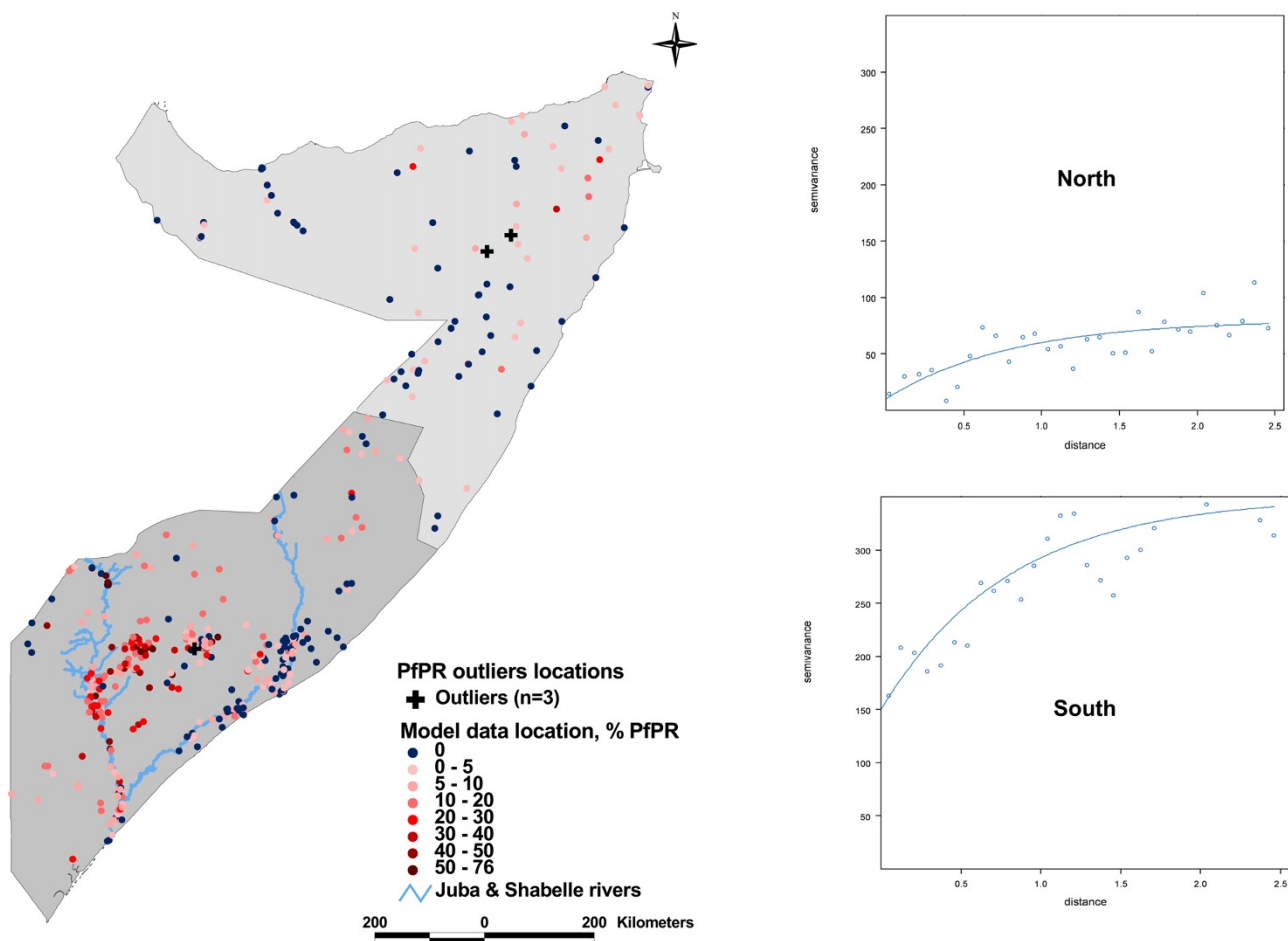 N
PfPR outliers locations
Outliers (n=3)
Model data location, % PfPR
0
0 - 5
5 - 10
10 - 20
20 - 30
30 - 40
40 - 50
50 - 76
Juba & Shabelle rivers
200 0 200 Kilometers
300
250
200
150
100
50
semivariance
North
0.5 1.0 1.5 2.0 2.5
distance
300
250
200
150
100
50
semivariance
South
0.5 1.0 1.5 2.0 2.5
distance